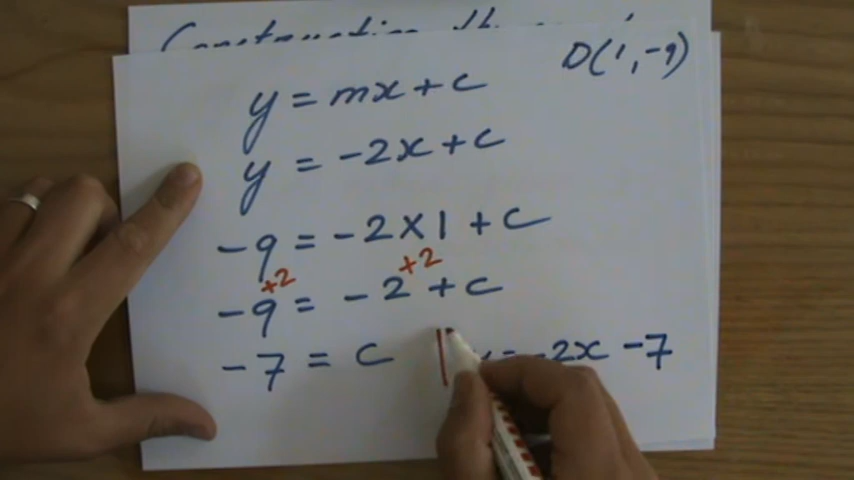 D(1, -9)
y = mx + c
y = -2x + c
-9 = -2 x 1 + c
+2 +2
-9 = -2 + c
-7 = c y = -2x - 7